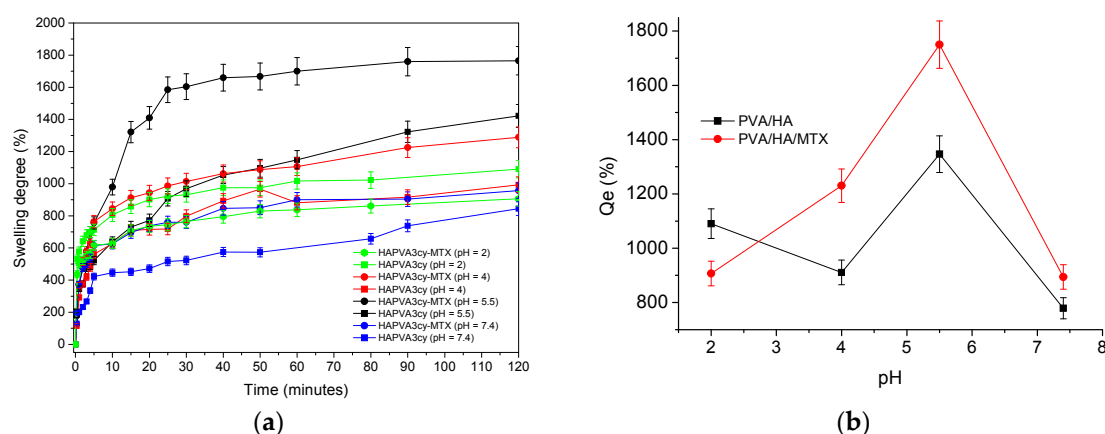 2000
1800
1600
1400
1200
1000
800
600
400
200
0
Swelling degree (%)
HAPVA3cy-MTX (pH = 2)
HAPVA3cy (pH = 2)
HAPVA3cy-MTX (pH = 4)
HAPVA3cy (pH = 4)
HAPVA3cy-MTX (pH = 5.5)
HAPVA3cy (pH = 5.5)
HAPVA3cy-MTX (pH = 7.4)
HAPVA3cy (pH = 7.4)
0 10 20 30 40 50 60 70 80 90 100 110 120
Time (minutes)
(a)
1800
1600
1400
1200
1000
800
Qe (%)
PVA/HA
PVA/HA/MTX
2 3 4 5 6 7 8
pH
(b)